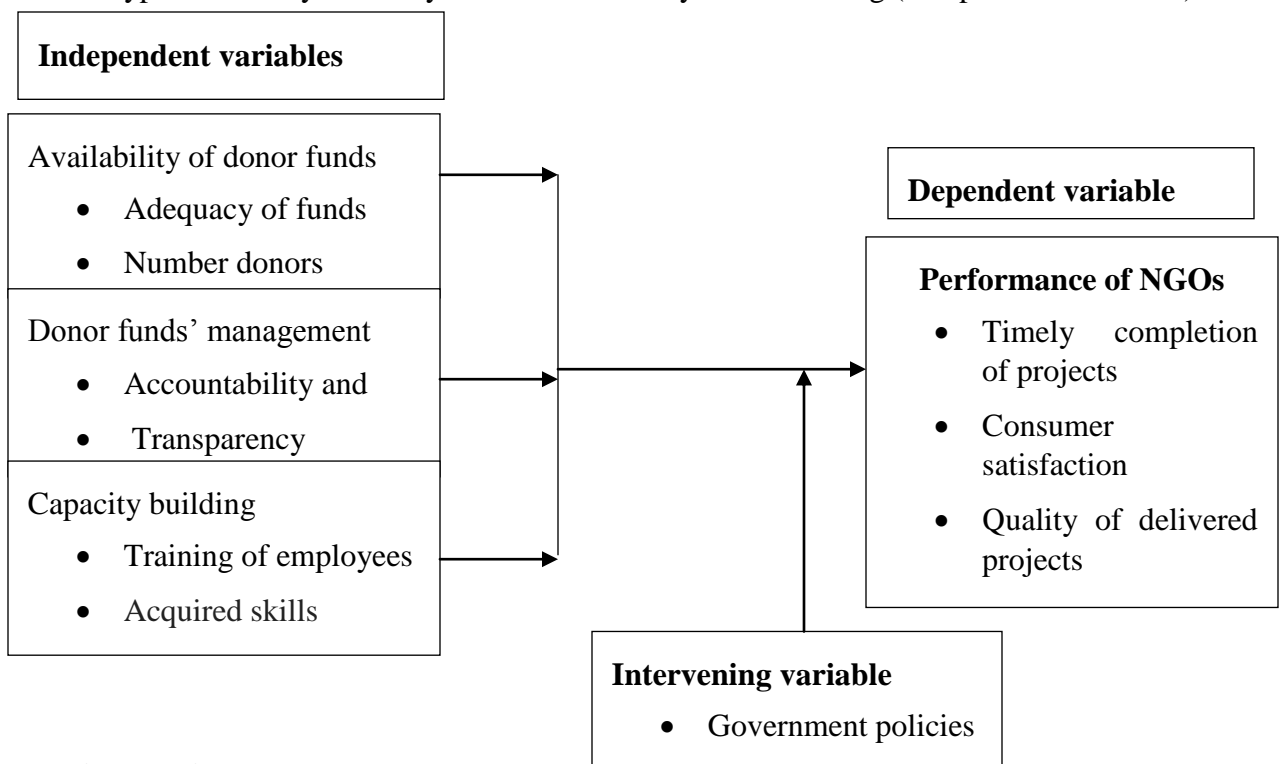 Independent variables
Availability of donor funds
• Adequacy of funds
• Number donors
Donor funds’ management
• Accountability and
• Transparency
Capacity building
• Training of employees
• Acquired skills
Dependent variable
Performance of NGOs
• Timely completion
of projects
• Consumer
satisfaction
• Quality of delivered
projects
Intervening variable
• Government policies